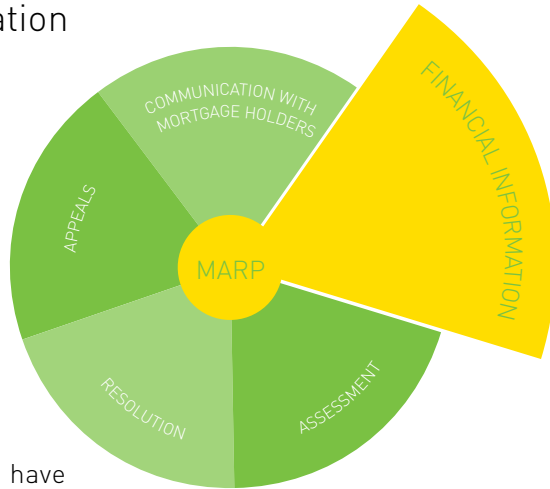 ation
COMMUNICATION WITH
MORTGAGE HOLDERS
FINANCIAL INFORMATION
APPEALS
MARP
ASSESSMENT
RESOLUTION
have